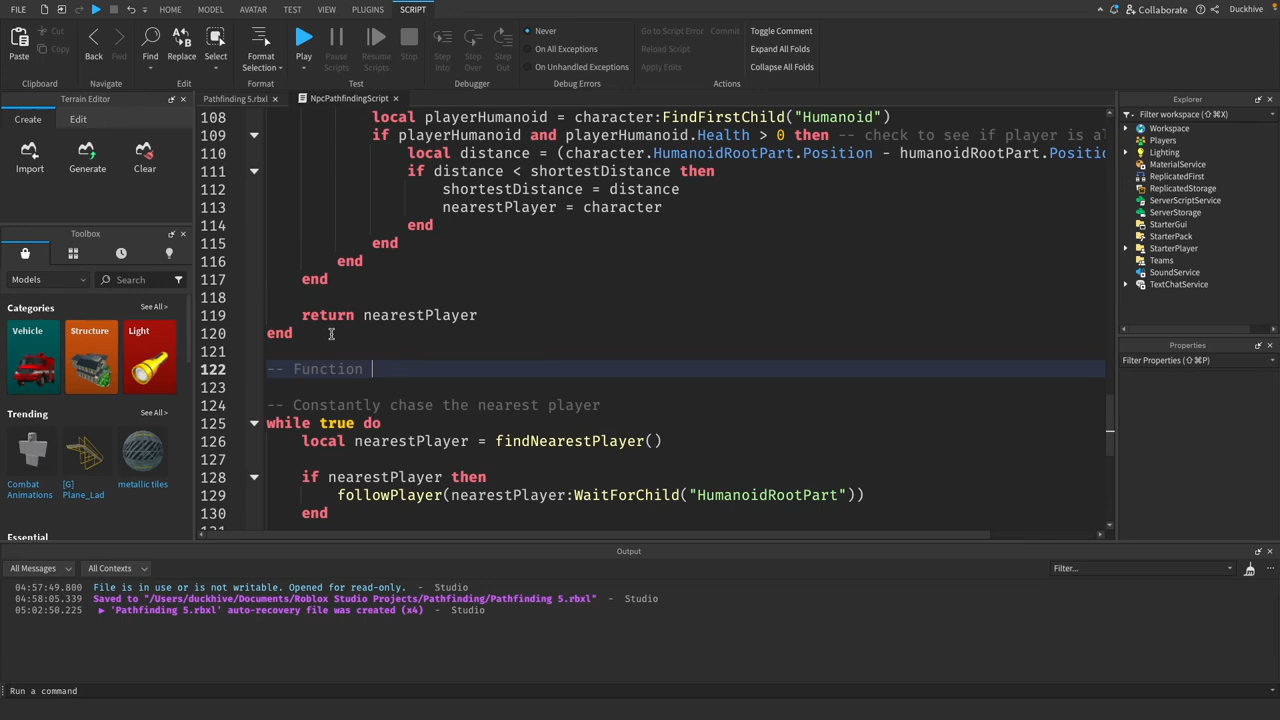 FILE HOME MODEL AVATAR TEST VIEW PLUGINS SCRIPT Collaborate Duckhive
Paste Cut Copy
Back Fwd
Find Replace Select
Format Selection
Play Pause Scripts Resume Scripts Stop
Step Into Step Over Step Out
Never
On All Exceptions
On Unhandled Exceptions
Go to Script Error Commit
Reload Script
Apply Edits
Toggle Comment
Expand All Folds
Collapse All Folds
Clipboard Navigate Edit Format Test Debugger Debug Errors Actions
Terrain Editor
Create Edit
Import Generate Clear
Toolbox
Models Search
Categories See All >
Vehicle Structure Light
Trending See All >
Combat Animations
[G] Plane_Lad
metallic tiles
Essential
Pathfinding 5.rbxl × NpcPathfindingScript ×
108 local playerHumanoid = character:FindFirstChild("Humanoid")
109 if playerHumanoid and playerHumanoid.Health > 0 then -- check to see if player is al
110 local distance = (character.HumanoidRootPart.Position - humanoidRootPart.Positio
111 if distance < shortestDistance then
112 shortestDistance = distance
113 nearestPlayer = character
114 end
115 end
116 end
117 end
118
119 return nearestPlayer
120 end
121
122 -- Function
123
124 -- Constantly chase the nearest player
125 while true do
126 local nearestPlayer = findNearestPlayer()
127
128 if nearestPlayer then
129 followPlayer(nearestPlayer:WaitForChild("HumanoidRootPart"))
130 end
Explorer
Filter workspace (⇧⌘X)
Workspace
Players
Lighting
MaterialService
ReplicatedFirst
ReplicatedStorage
ServerScriptService
ServerStorage
StarterGui
StarterPack
StarterPlayer
Teams
SoundService
TextChatService
Properties
Filter Properties (⇧⌘P)
Output
All Messages All Contexts Filter...
04:57:49.800 File is in use or is not writable. Opened for read-only. - Studio
04:58:05.339 Saved to "/Users/duckhive/Documents/Roblox Studio Projects/Pathfinding/Pathfinding 5.rbxl" - Studio
05:02:50.225 ▶ 'Pathfinding 5.rbxl' auto-recovery file was created (x4) - Studio
Run a command